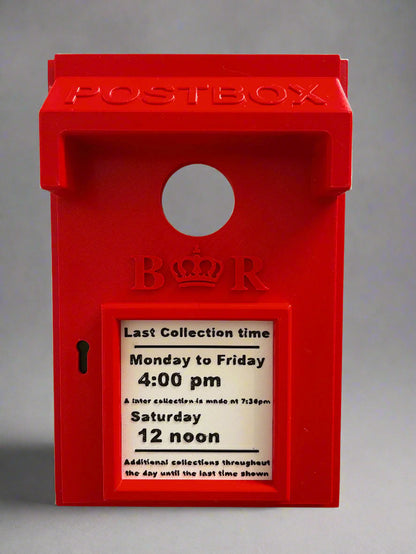 POSTBOX
B R
Last Collection time
Monday to Friday
4:00 pm
A later collection is made at 7:30pm
Saturday
12 noon
Additional collections throughout
the day until the last time shown